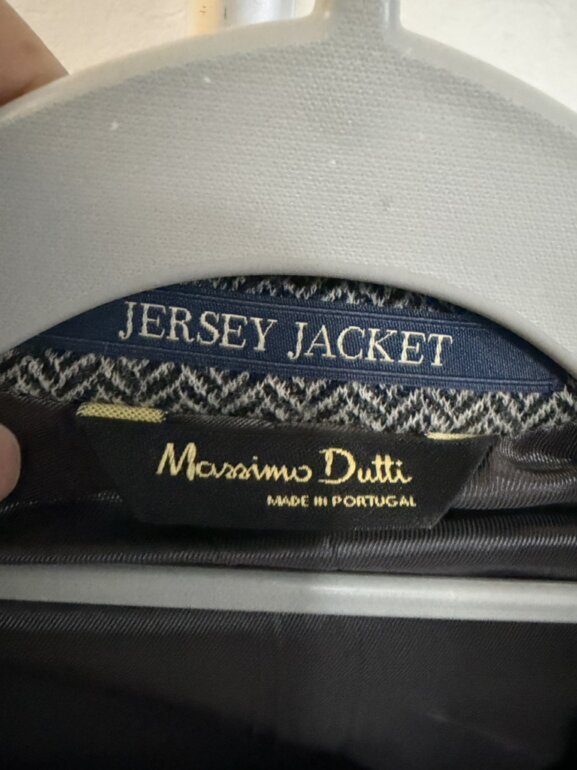 JERSEY JACKET
Massimo Dutti
MADE IN PORTUGAL